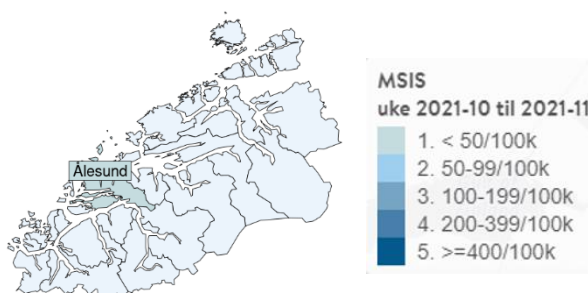 Ålesund
MSIS
uke 2021-10 til 2021-11
1. < 50/100k
2. 50-99/100k
3. 100-199/100k
4. 200-399/100k
5. >=400/100k